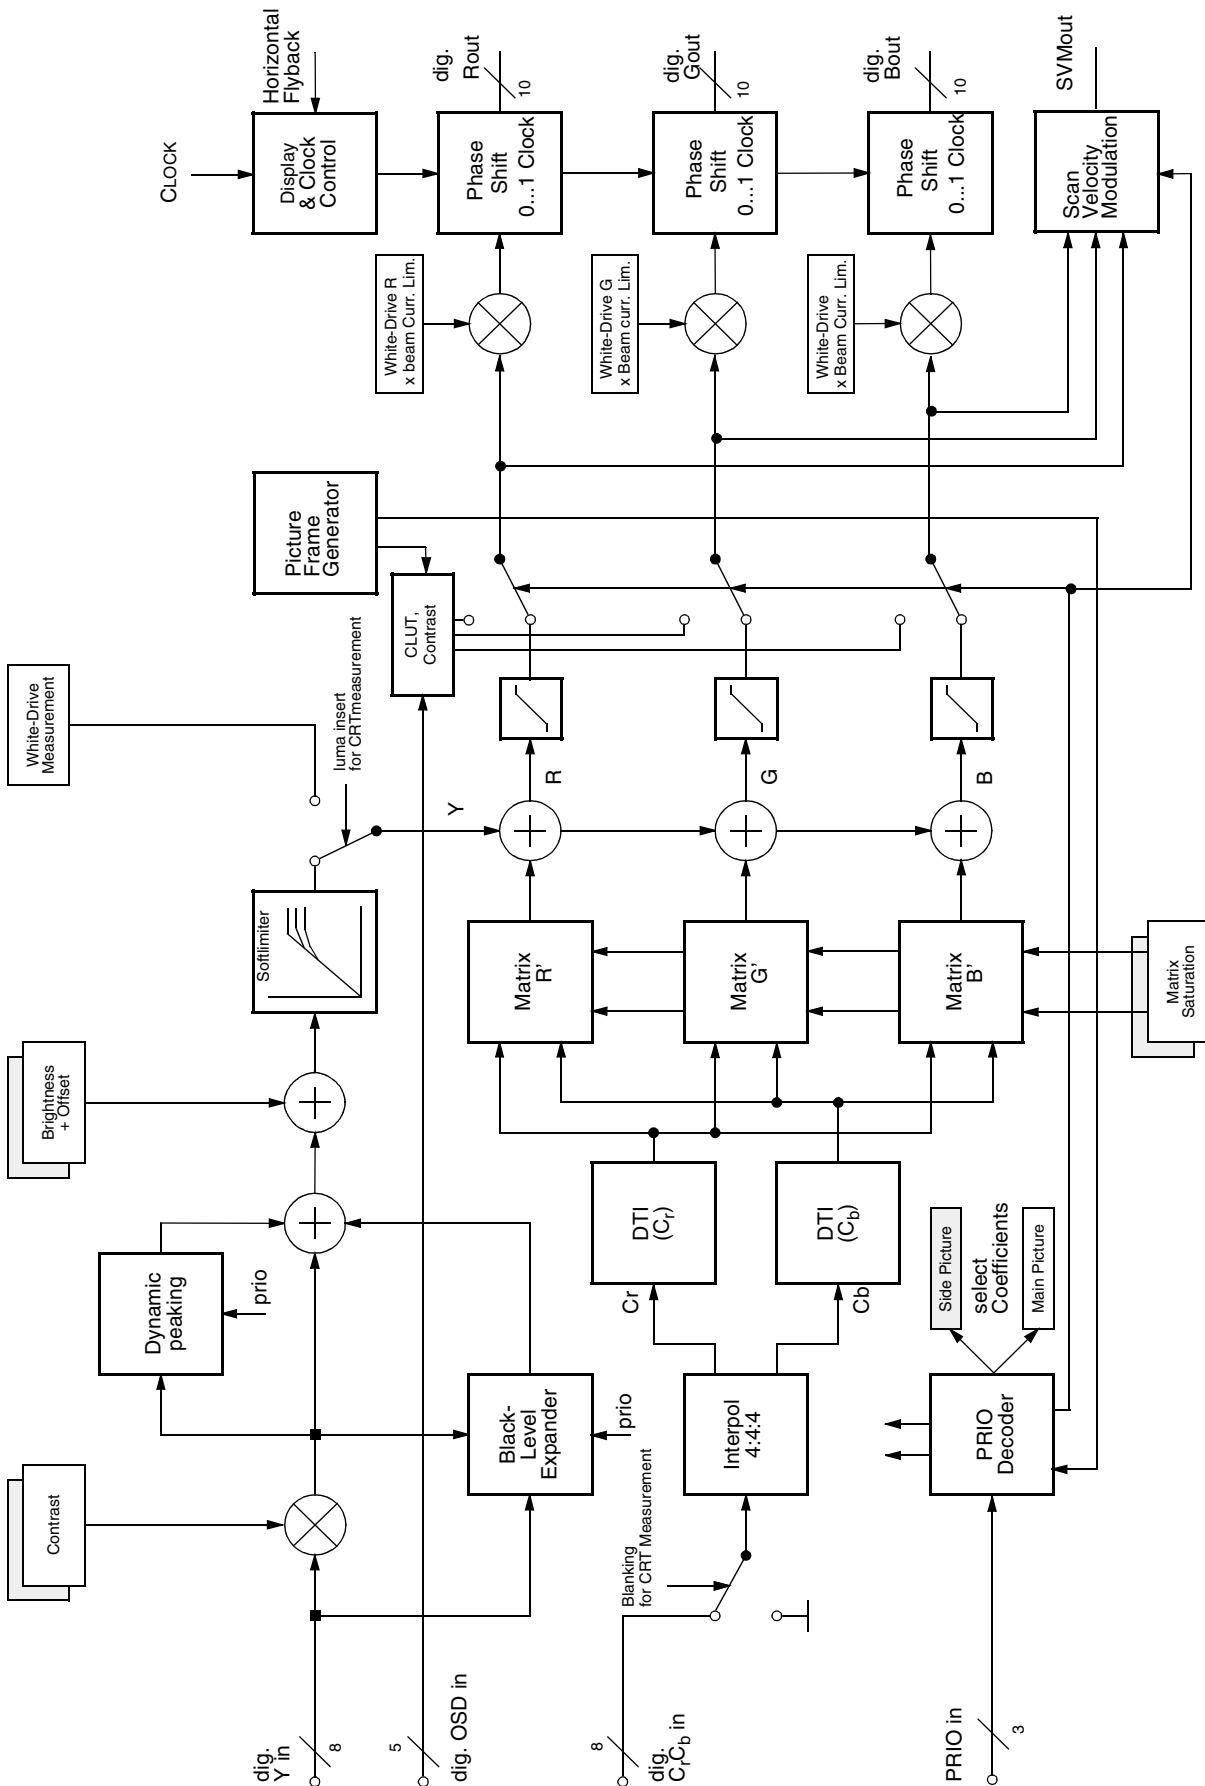 dig.
Y in
8
5
dig. OSD in
8
dig.
CrCb in
PRIO in
3
Contrast
Dynamic
peaking
prio
Black-
Level
Expander
prio
Blanking
for CRT Measurement
Interpol
4:4:4
Cr
Cb
DTI
(Cr)
DTI
(Cb)
PRIO
Decoder
Side Picture
select
Coefficients
Main Picture
Brightness
+ Offset
Softlimiter
Matrix
R'
Matrix
G'
Matrix
B'
Matrix
Saturation
White-Drive
Measurement
luma insert
for CRTmeasurement
Y
R
G
B
CLUT,
Contrast
Picture
Frame
Generator
White-Drive R
x beam Curr. Lim.
White-Drive G
x Beam curr. Lim.
White-Drive
x Beam Curr. Lim.
CLOCK
Horizontal
Flyback
Display
& Clock
Control
Phase
Shift
0...1 Clock
Phase
Shift
0...1 Clock
Phase
Shift
0...1 Clock
Scan
Velocity
Modulation
dig.
Rout
10
dig.
Gout
10
dig.
Bout
10
SVMout